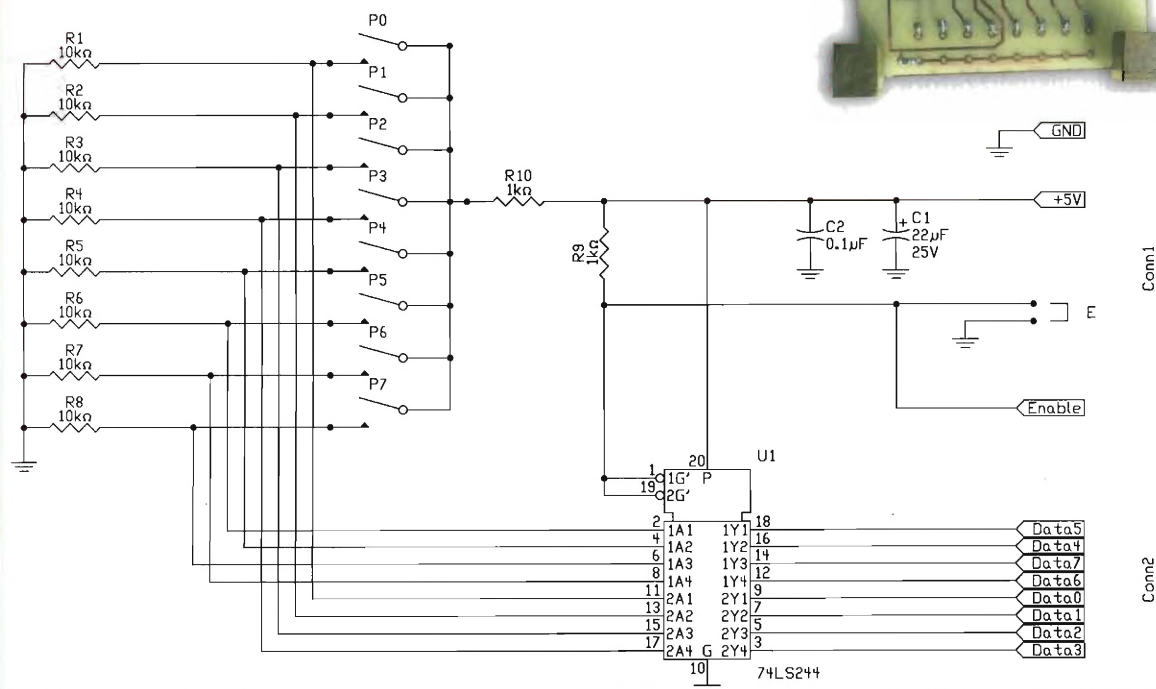 P0
R1
10kΩ
P1
R2
10kΩ
P2
R3
10kΩ
P3
R4
10kΩ
P4
R5
10kΩ
P5
R6
10kΩ
P6
R7
10kΩ
P7
R8
10kΩ
R10
1kΩ
R9
1kΩ
C2
0.1µF
+ C1
22µF
25V
GND
+5V
Conn1
E
Enable
U1
20
1 1G' P
19 2G'
2 1A1 1Y1 18 Data5
4 1A2 1Y2 16 Data4
6 1A3 1Y3 14 Data7
8 1A4 1Y4 12 Data6
11 2A1 2Y1 9 Data0
13 2A2 2Y2 7 Data1
15 2A3 2Y3 5 Data2
17 2A4 G 2Y4 3 Data3
10
74LS244
Conn2